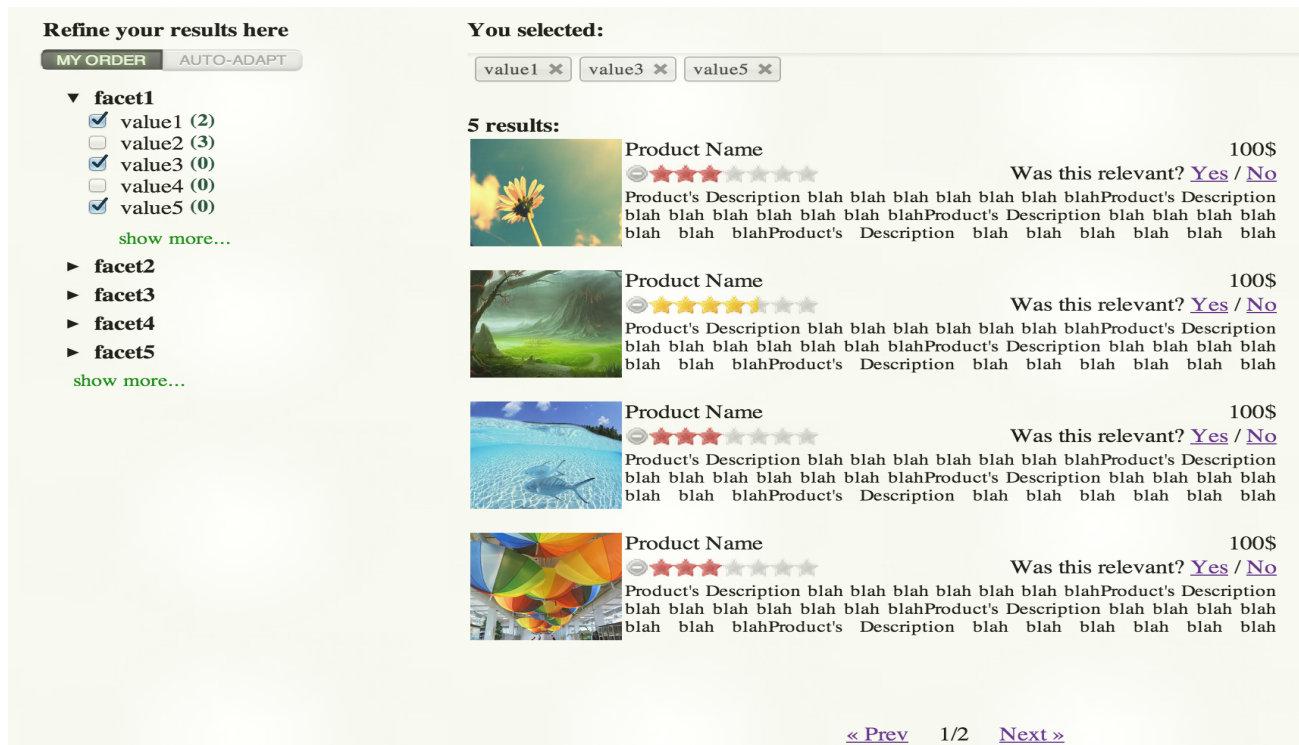 Refine your results here
MY ORDER AUTO-ADAPT
▼ facet1
value1 (2)
value2 (3)
value3 (0)
value4 (0)
value5 (0)
show more...
► facet2
► facet3
► facet4
► facet5
show more...
You selected:
value1 ✖ value3 ✖ value5 ✖
5 results:
Product Name 100$
Was this relevant? Yes / No
Product's Description blah blah blah blah blah blah blahProduct's Description
blah blah blah blah blah blah blahProduct's Description blah blah blah blah
blah blah blahProduct's Description blah blah blah blah blah blah
Product Name 100$
Was this relevant? Yes / No
Product's Description blah blah blah blah blah blah blahProduct's Description
blah blah blah blah blah blah blahProduct's Description blah blah blah blah
blah blah blahProduct's Description blah blah blah blah blah blah
Product Name 100$
Was this relevant? Yes / No
Product's Description blah blah blah blah blah blah blahProduct's Description
blah blah blah blah blah blah blahProduct's Description blah blah blah blah
blah blah blahProduct's Description blah blah blah blah blah blah
Product Name 100$
Was this relevant? Yes / No
Product's Description blah blah blah blah blah blah blahProduct's Description
blah blah blah blah blah blah blahProduct's Description blah blah blah blah
blah blah blahProduct's Description blah blah blah blah blah blah
« Prev 1/2 Next »